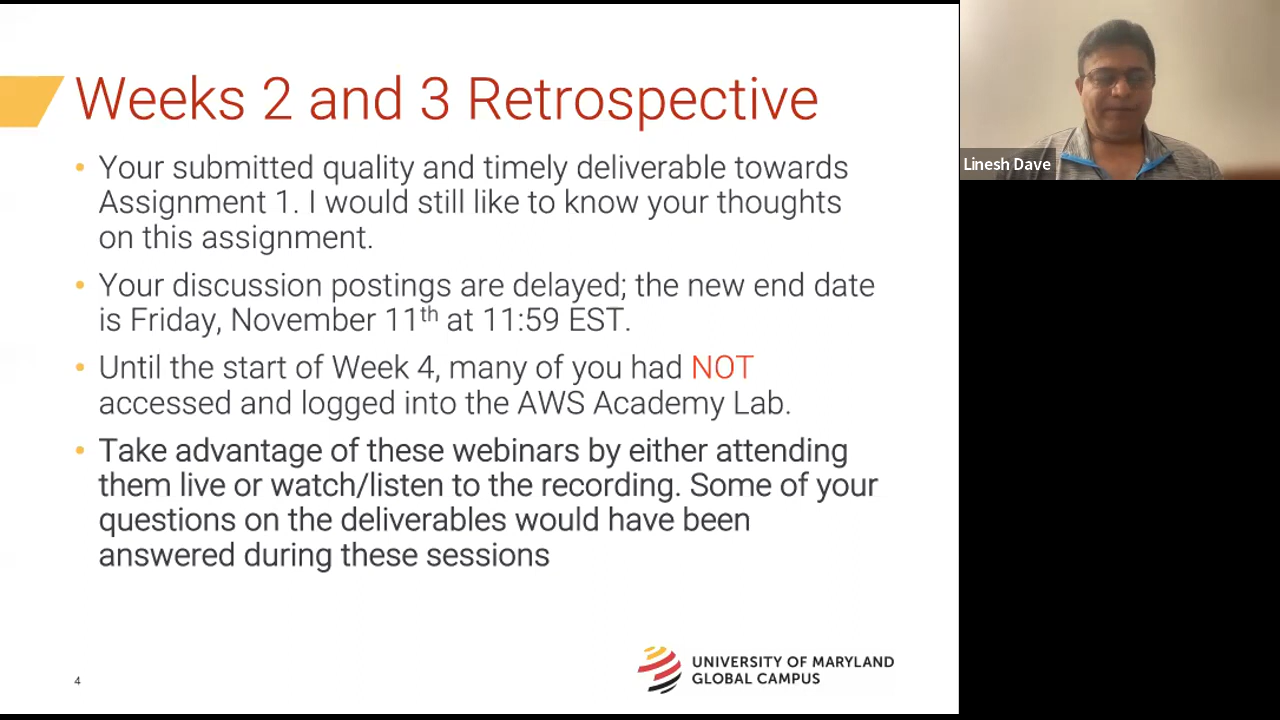 Weeks 2 and 3 Retrospective
• Your submitted quality and timely deliverable towards
Assignment 1. I would still like to know your thoughts
on this assignment.
• Your discussion postings are delayed; the new end date
is Friday, November 11th at 11:59 EST.
• Until the start of Week 4, many of you had NOT
accessed and logged into the AWS Academy Lab.
• Take advantage of these webinars by either attending
them live or watch/listen to the recording. Some of your
questions on the deliverables would have been
answered during these sessions
4
UNIVERSITY OF MARYLAND
GLOBAL CAMPUS
Linesh Dave